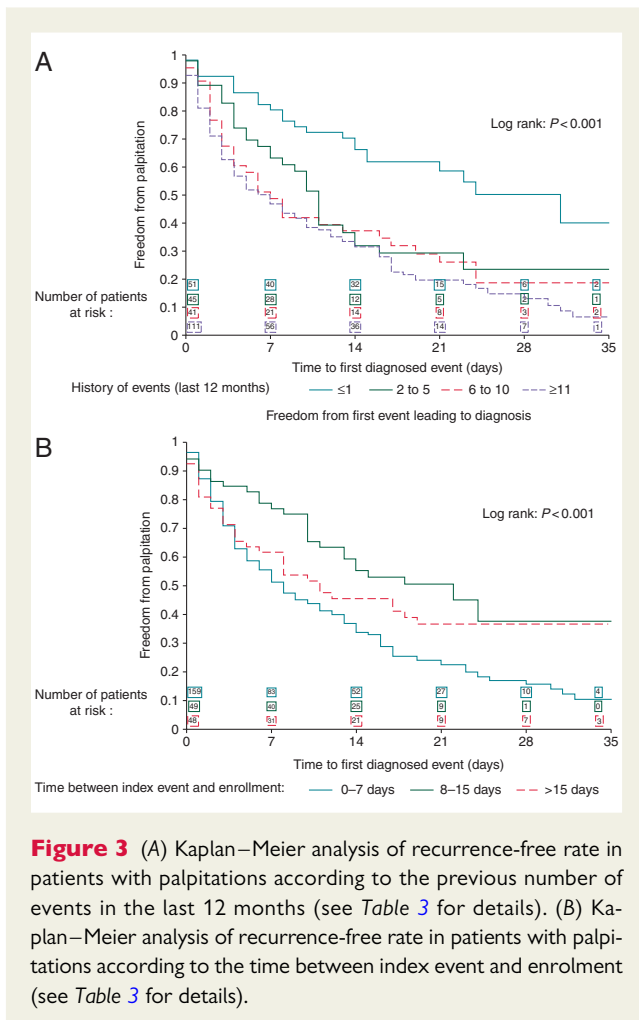 A
1
0.9
0.8
0.7
0.6
0.5
0.4
0.3
0.2
0.1
0
Freedom from palpitation
Log rank: P < 0.001
Number of patients
at risk :
51 40 32 15 6 2
45 28 12 5 2 1
41 21 14 8 3 2
111 56 36 14 7 1
0 7 14 21 28 35
Time to first diagnosed event (days)
History of events (last 12 months) ≤1 2 to 5 6 to 10 ≥11
Freedom from first event leading to diagnosis
B
1
0.9
0.8
0.7
0.6
0.5
0.4
0.3
0.2
0.1
0
Freedom from palpitation
Log rank: P < 0.001
Number of patients
at risk :
159 83 52 27 10 4
49 40 25 9 1 0
48 31 21 9 7 3
0 7 14 21 28 35
Time to first diagnosed event (days)
Time between index event and enrollment: 0–7 days 8–15 days >15 days
Figure 3 (A) Kaplan–Meier analysis of recurrence-free rate in
patients with palpitations according to the previous number of
events in the last 12 months (see Table 3 for details). (B) Ka-
plan–Meier analysis of recurrence-free rate in patients with palpi-
tations according to the time between index event and enrolment
(see Table 3 for details).